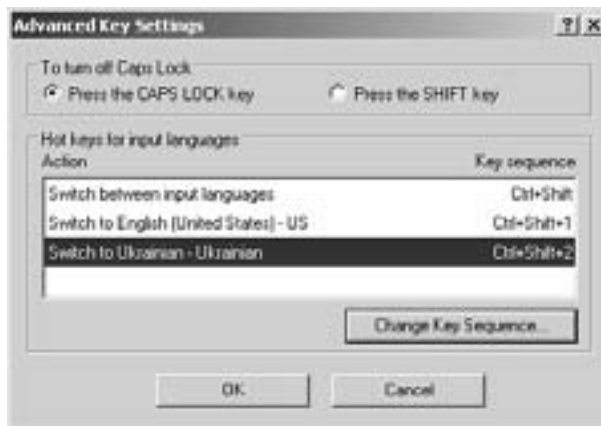 Advanced Key Settings
To turn off Caps Lock
Press the CAPS LOCK key Press the SHIFT key
Hot keys for input languages
Action Key sequence
Switch between input languages Ctrl+Shift
Switch to English (United States) - US Ctrl+Shift+1
Switch to Ukrainian - Ukrainian Ctrl+Shift+2
Change Key Sequence...
OK Cancel